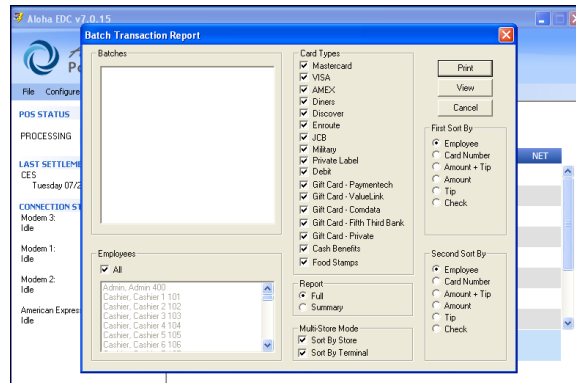 Aloha EDC v7.0.15
Batch Transaction Report
File Configure
POS STATUS
PROCESSING
LAST SETTLEME
CES
Tuesday 07/2
CONNECTION ST
Modem 3:
Idle
Modem 1:
Idle
Modem 2:
Idle
American Expres
Idle
Batches
Employees
All
Admin, Admin 400
Cashier, Cashier 1 101
Cashier, Cashier 2 102
Cashier, Cashier 3 103
Cashier, Cashier 4 104
Cashier, Cashier 5 105
Cashier, Cashier 6 106
Card Types
Mastercard
VISA
AMEX
Diners
Discover
Enroute
JCB
Military
Private Label
Debit
Gift Card - Paymentech
Gift Card - ValueLink
Gift Card - Comdata
Gift Card - Fifth Third Bank
Gift Card - Private
Cash Benefits
Food Stamps
Report
Full
Summary
Multi-Store Mode
Sort By Store
Sort By Terminal
Print
View
Cancel
First Sort By
Employee
Card Number
Amount + Tip
Amount
Tip
Check
Second Sort By
Employee
Card Number
Amount + Tip
Amount
Tip
Check
NET